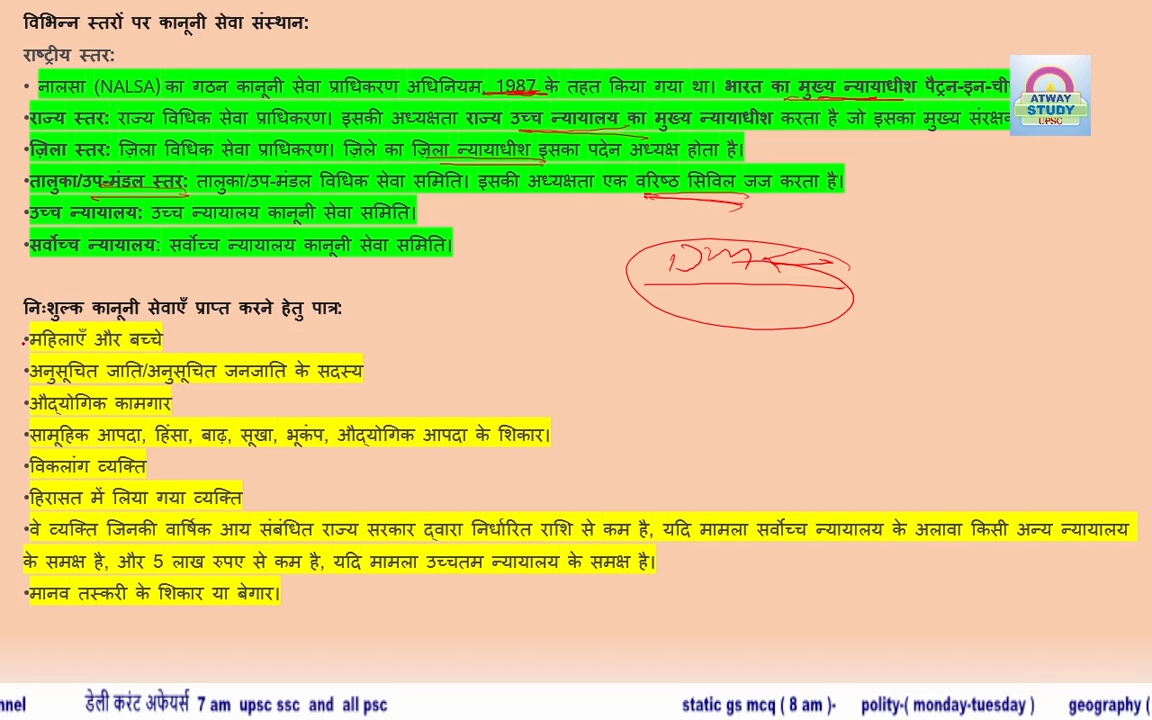 विभिन्न स्तरों पर कानूनी सेवा संस्थान:
राष्ट्रीय स्तर:
• नालसा (NALSA) का गठन कानूनी सेवा प्राधिकरण अधिनियम, 1987 के तहत किया गया था। भारत का मुख्य न्यायाधीश पैट्रन-इन-ची
राज्य स्तर: राज्य विधिक सेवा प्राधिकरण। इसकी अध्यक्षता राज्य उच्च न्यायालय का मुख्य न्यायाधीश करता है जो इसका मुख्य
•ज़िला स्तर: ज़िला विधिक सेवा प्राधिकरण। ज़िले का ज़िला न्यायाधीश इसका पदेन अध्यक्ष होता है।
•तालुका/उप-मंडल स्तर: तालुका/उप-मंडल विधिक सेवा समिति। इसकी अध्यक्षता एक वरिष्ठ सिविल जज करता है।
•उच्च न्यायालय: उच्च न्यायालय कानूनी सेवा समिति।
•सर्वोच्च न्यायालय: सर्वोच्च न्यायालय कानूनी सेवा समिति।
ATWAY
STUDY
UPSC
निःशुल्क कानूनी सेवाएँ प्राप्त करने हेतु पात्र:
•महिलाएँ और बच्चे
•अनुसूचित जाति/अनुसूचित जनजाति के सदस्य
•औद्योगिक कामगार
•सामूहिक आपदा, हिंसा, बाढ़, सूखा, भूकंप, औद्योगिक आपदा के शिकार।
•विकलांग व्यक्ति
•हिरासत में लिया गया व्यक्ति
•वे व्यक्ति जिनकी वार्षिक आय संबंधित राज्य सरकार द्वारा निर्धारित राशि से कम है, यदि मामला सर्वोच्च न्यायालय के अलावा किसी अन्य न्यायालय
के समक्ष है, और 5 लाख रुपए से कम है, यदि मामला उच्चतम न्यायालय के समक्ष है।
•मानव तस्करी के शिकार या बेगार।
nnel डेली करंट अफेयर्स 7 am upsc ssc and all psc static gs mcq ( 8 am )- polity-( monday-tuesday ) geography (